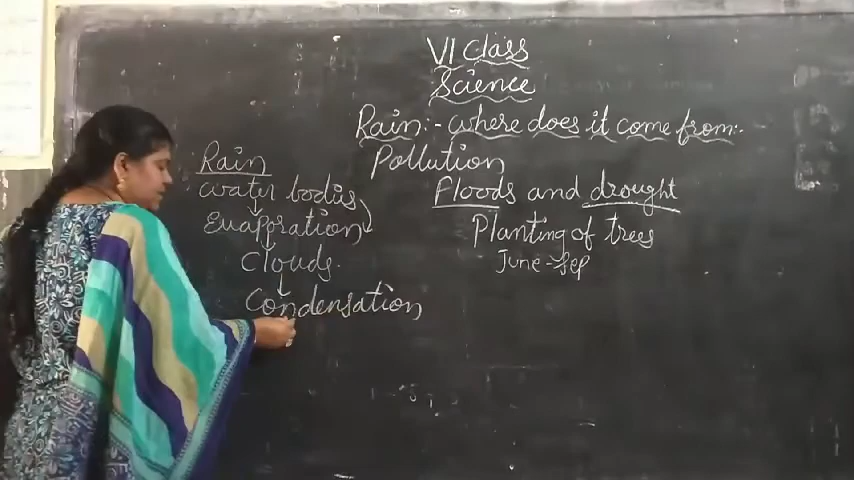 VI Class
Science
Rain:- where does it come from:-
Pollution
Floods and drought
Planting of trees
June - Sep
Rain
water bodies
Evaporation
Clouds.
Condensation